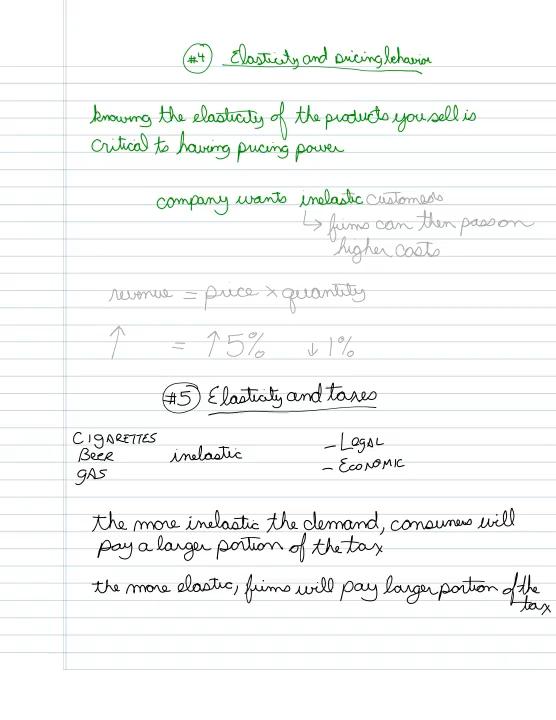 #4 Elasticity and pricing behavior
knowing the elasticity of the products you sell is
critical to having pricing power
company wants inelastic customers
↳ firms can then pass on
higher costs
revenue = price × quantity
↑ = ↑ 5% ↓ 1%
#5 Elasticity and taxes
CIGARETTES - LEGAL
BEER inelastic - ECONOMIC
GAS
the more inelastic the demand, consumers will
pay a larger portion of the tax
the more elastic, firms will pay larger portion of the
tax